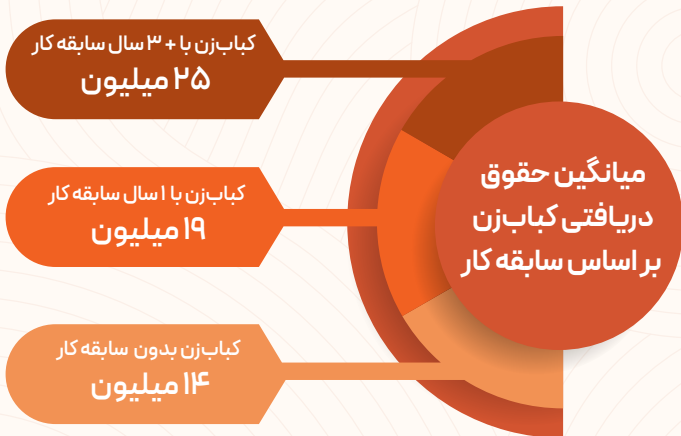 میانگین حقوق
دریافتی کباب‌زن
بر اساس سابقه کار
کباب‌زن با + ۳ سال سابقه کار
۲۵ میلیون
کباب‌زن با ۱ سال سابقه کار
۱۹ میلیون
کباب‌زن بدون سابقه کار
۱۴ میلیون